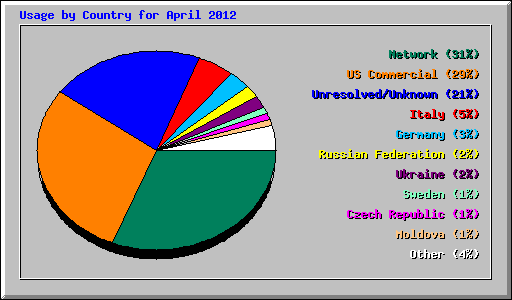 Usage by Country for April 2012
Network (31%)
US Commercial (29%)
Unresolved/Unknown (21%)
Italy (5%)
Germany (3%)
Russian Federation (2%)
Ukraine (2%)
Sweden (1%)
Czech Republic (1%)
Moldova (1%)
Other (4%)